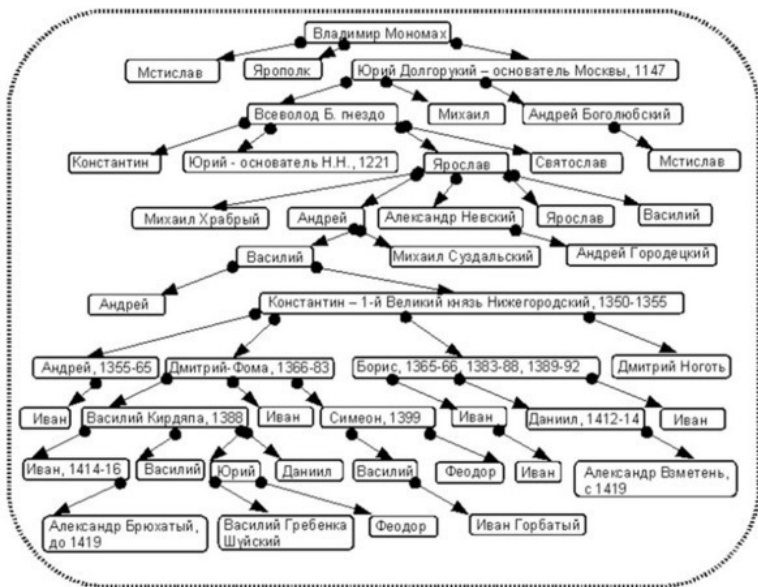 Владимир Мономах
Мстислав
Ярополк
Юрий Долгорукий – основатель Москвы, 1147
Всеволод Б. гнездо
Михаил
Андрей Боголюбский
Константин
Юрий - основатель Н.Н., 1221
Ярослав
Святослав
Мстислав
Михаил Храбрый
Андрей
Александр Невский
Ярослав
Василий
Василий
Михаил Суздальский
Андрей Городецкий
Андрей
Константин – 1-й Великий князь Нижегородский, 1350-1355
Андрей, 1355-65
Дмитрий-Фома, 1366-83
Борис, 1365-66, 1383-88, 1389-92
Дмитрий Ноготь
Иван
Василий Кирдяпа, 1388
Иван
Симеон, 1399
Иван
Даниил, 1412-14
Иван
Иван, 1414-16
Василий
Юрий
Даниил
Василий
Феодор
Иван
Александр Взметень,
с 1419
Александр Брюхатый,
до 1419
Василий Гребенка
Шуйский
Феодор
Иван Горбатый